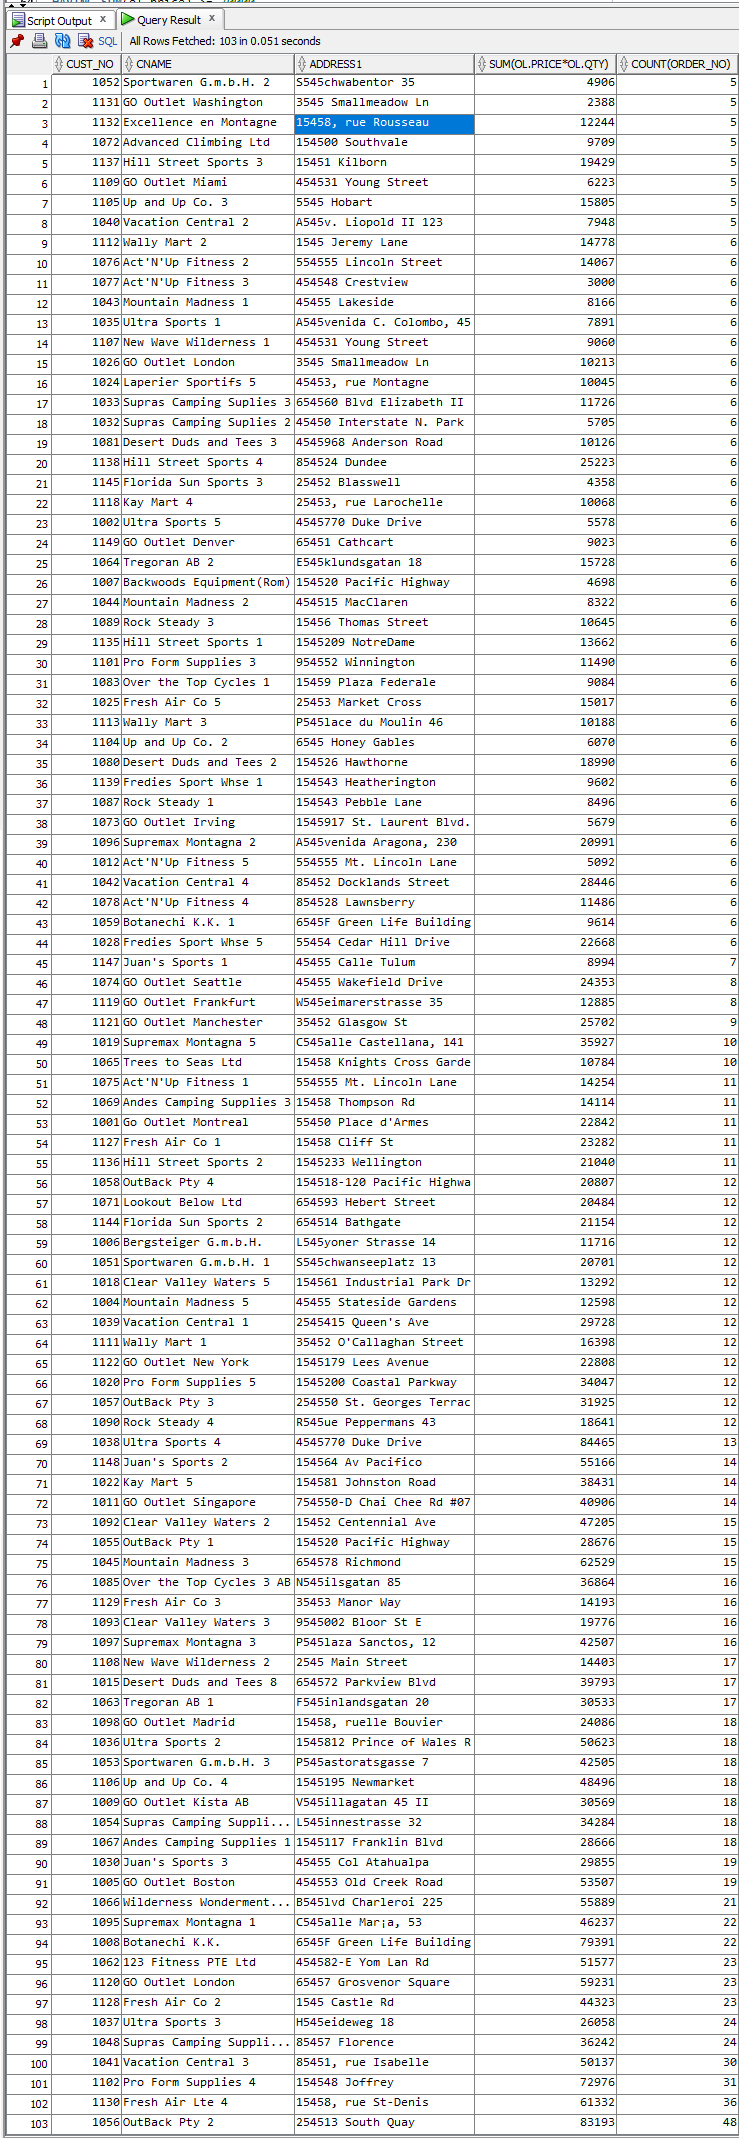 Script Output x Query Result x
SQL | All Rows Fetched: 103 in 0.051 seconds
CUST_NO CNAME ADDRESS1 SUM(OL.PRICE*OL.QTY) COUNT(ORDER_NO)
1 1052 Sportwaren G.m.b.H. 2 S545chwabentor 35 4906 5
2 1131 GO Outlet Washington 3545 Smallmeadow Ln 2388 5
3 1132 Excellence en Montagne 15458, rue Rousseau 12244 5
4 1072 Advanced Climbing Ltd 154500 Southvale 9709 5
5 1137 Hill Street Sports 3 15451 Kilborn 19429 5
6 1109 GO Outlet Miami 454531 Young Street 6223 5
7 1105 Up and Up Co. 3 5545 Hobart 15805 5
8 1040 Vacation Central 2 A545v. Liopold II 123 7948 5
9 1112 Wally Mart 2 1545 Jeremy Lane 14778 6
10 1076 Act'N'Up Fitness 2 554555 Lincoln Street 14067 6
11 1077 Act'N'Up Fitness 3 454548 Crestview 3000 6
12 1043 Mountain Madness 1 45455 Lakeside 8166 6
13 1035 Ultra Sports 1 A545venida C. Colombo, 45 7891 6
14 1107 New Wave Wilderness 1 454531 Young Street 9060 6
15 1026 GO Outlet London 3545 Smallmeadow Ln 10213 6
16 1024 Laperier Sportifs 5 45453, rue Montagne 10045 6
17 1033 Supras Camping Suplies 3 654560 Blvd Elizabeth II 11726 6
18 1032 Supras Camping Suplies 2 45450 Interstate N. Park 5705 6
19 1081 Desert Duds and Tees 3 4545968 Anderson Road 10126 6
20 1138 Hill Street Sports 4 854524 Dundee 25223 6
21 1145 Florida Sun Sports 3 25452 Blasswell 4358 6
22 1118 Kay Mart 4 25453, rue Larochelle 10068 6
23 1002 Ultra Sports 5 4545770 Duke Drive 5578 6
24 1149 GO Outlet Denver 65451 Cathcart 9023 6
25 1064 Tregoran AB 2 E545klundsgatan 18 15728 6
26 1007 Backwoods Equipment(Rom) 154520 Pacific Highway 4698 6
27 1044 Mountain Madness 2 454515 MacClaren 8322 6
28 1089 Rock Steady 3 15456 Thomas Street 10645 6
29 1135 Hill Street Sports 1 1545209 NotreDame 13662 6
30 1101 Pro Form Supplies 3 954552 Winnington 11490 6
31 1083 Over the Top Cycles 1 15459 Plaza Federale 9084 6
32 1025 Fresh Air Co 5 25453 Market Cross 15017 6
33 1113 Wally Mart 3 P545lace du Moulin 46 10188 6
34 1104 Up and Up Co. 2 6545 Honey Gables 6070 6
35 1080 Desert Duds and Tees 2 154526 Hawthorne 18990 6
36 1139 Fredies Sport Whse 1 154543 Heatherington 9602 6
37 1087 Rock Steady 1 154543 Pebble Lane 8496 6
38 1073 GO Outlet Irving 1545917 St. Laurent Blvd. 5679 6
39 1096 Supremax Montagna 2 A545venida Aragona, 230 20991 6
40 1012 Act'N'Up Fitness 5 554555 Mt. Lincoln Lane 5092 6
41 1042 Vacation Central 4 85452 Docklands Street 28446 6
42 1078 Act'N'Up Fitness 4 854528 Lawnsberry 11486 6
43 1059 Botanechi K.K. 1 6545F Green Life Building 9614 6
44 1028 Fredies Sport Whse 5 55454 Cedar Hill Drive 22668 6
45 1147 Juan's Sports 1 45455 Calle Tulum 8994 7
46 1074 GO Outlet Seattle 45455 Wakefield Drive 24353 8
47 1119 GO Outlet Frankfurt W545eimarerstrasse 35 12885 8
48 1121 GO Outlet Manchester 35452 Glasgow St 25702 9
49 1019 Supremax Montagna 5 C545alle Castellana, 141 35927 10
50 1065 Trees to Seas Ltd 15458 Knights Cross Garde 10784 10
51 1075 Act'N'Up Fitness 1 554555 Mt. Lincoln Lane 14254 11
52 1069 Andes Camping Supplies 3 15458 Thompson Rd 14114 11
53 1001 Go Outlet Montreal 55450 Place d'Armes 22842 11
54 1127 Fresh Air Co 1 15458 Cliff St 23282 11
55 1136 Hill Street Sports 2 1545233 Wellington 21040 11
56 1058 OutBack Pty 4 154518-120 Pacific Highwa 20807 12
57 1071 Lookout Below Ltd 654593 Hebert Street 20484 12
58 1144 Florida Sun Sports 2 654514 Bathgate 21154 12
59 1006 Bergsteiger G.m.b.H. L545yoner Strasse 14 11716 12
60 1051 Sportwaren G.m.b.H. 1 S545chwanseeplatz 13 20701 12
61 1018 Clear Valley Waters 5 154561 Industrial Park Dr 13292 12
62 1004 Mountain Madness 5 45455 Stateside Gardens 12598 12
63 1039 Vacation Central 1 2545415 Queen's Ave 29728 12
64 1111 Wally Mart 1 35452 O'Callaghan Street 16398 12
65 1122 GO Outlet New York 1545179 Lees Avenue 22808 12
66 1020 Pro Form Supplies 5 1545200 Coastal Parkway 34047 12
67 1057 OutBack Pty 3 254550 St. Georges Terrac 31925 12
68 1090 Rock Steady 4 R545ue Peppermans 43 18641 12
69 1038 Ultra Sports 4 4545770 Duke Drive 84465 13
70 1148 Juan's Sports 2 154564 Av Pacifico 55166 14
71 1022 Kay Mart 5 154581 Johnston Road 38431 14
72 1011 GO Outlet Singapore 754550-D Chai Chee Rd #07 40906 14
73 1092 Clear Valley Waters 2 15452 Centennial Ave 47205 15
74 1055 OutBack Pty 1 154520 Pacific Highway 28676 15
75 1045 Mountain Madness 3 654578 Richmond 62529 15
76 1085 Over the Top Cycles 3 AB N545ilsgatan 85 36864 16
77 1129 Fresh Air Co 3 35453 Manor Way 14193 16
78 1093 Clear Valley Waters 3 9545002 Bloor St E 19776 16
79 1097 Supremax Montagna 3 P545laza Sanctos, 12 42507 16
80 1108 New Wave Wilderness 2 2545 Main Street 14403 17
81 1015 Desert Duds and Tees 8 654572 Parkview Blvd 39793 17
82 1063 Tregoran AB 1 F545inlandsgatan 20 30533 17
83 1098 GO Outlet Madrid 15458, ruelle Bouvier 24086 18
84 1036 Ultra Sports 2 1545812 Prince of Wales R 50623 18
85 1053 Sportwaren G.m.b.H. 3 P545astoratsgasse 7 42505 18
86 1106 Up and Up Co. 4 1545195 Newmarket 48496 18
87 1009 GO Outlet Kista AB V545illagatan 45 II 30569 18
88 1054 Supras Camping Suppli... L545innestrasse 32 34284 18
89 1067 Andes Camping Supplies 1 1545117 Franklin Blvd 28666 18
90 1030 Juan's Sports 3 45455 Col Atahualpa 29855 19
91 1005 GO Outlet Boston 454553 Old Creek Road 53507 19
92 1066 Wilderness Wonderment... B545lvd Charleroi 225 55889 21
93 1095 Supremax Montagna 1 C545alle Mar¡a, 53 46237 22
94 1008 Botanechi K.K. 6545F Green Life Building 79391 22
95 1062 123 Fitness PTE Ltd 454582-E Yom Lan Rd 51577 23
96 1120 GO Outlet London 65457 Grosvenor Square 59231 23
97 1128 Fresh Air Co 2 1545 Castle Rd 44323 23
98 1037 Ultra Sports 3 H545eideweg 18 26058 24
99 1048 Supras Camping Suppli... 85457 Florence 36242 24
100 1041 Vacation Central 3 85451, rue Isabelle 50137 30
101 1102 Pro Form Supplies 4 154548 Joffrey 72976 31
102 1130 Fresh Air Lte 4 15458, rue St-Denis 61332 36
103 1056 OutBack Pty 2 254513 South Quay 83193 48